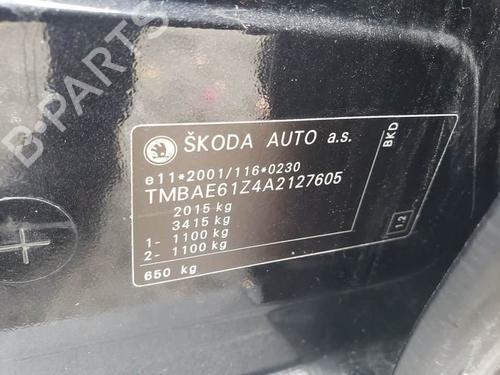 B-PARTS
ŠKODA AUTO a.s.
BKD
e11*2001/116*0230
TMBAE61Z4A2127605
2015 kg
3415 kg
1- 1100 kg
2- 1100 kg
1.2
650 kg